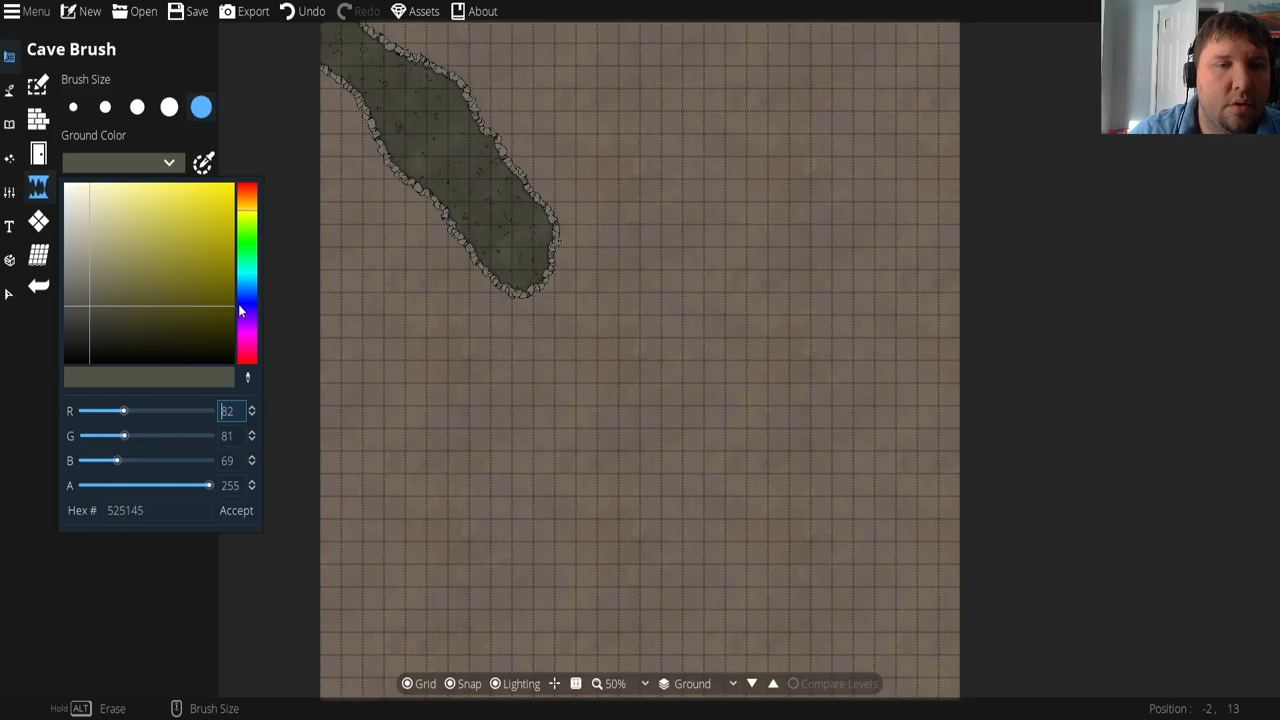 Menu New Open Save Export Undo Redo Assets About
Cave Brush
Brush Size
Ground Color
R 82
G 81
B 69
A 255
Hex # 525145 Accept
Grid Snap Lighting 50% Ground Compare Levels
Hold ALT Erase Brush Size Position : -2, 13